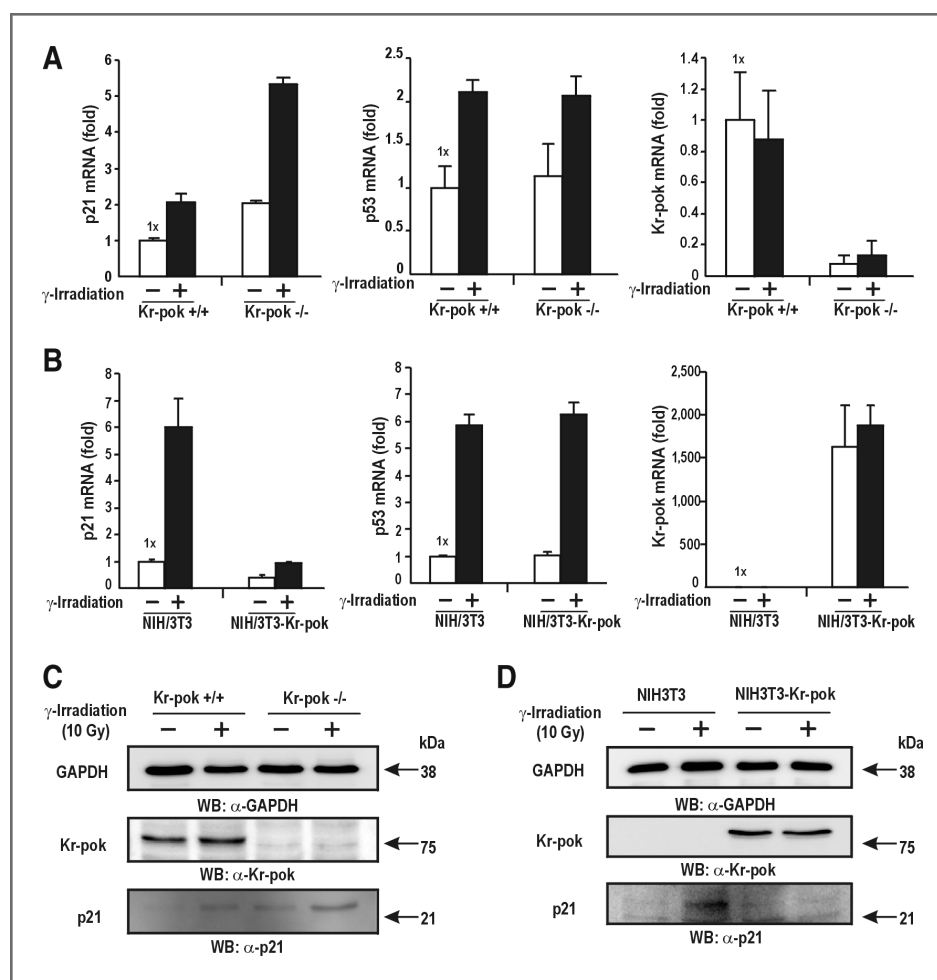 A
p21 mRNA (fold)
6
5
4
3
2
1
0
1x
γ-Irradiation
− + − +
Kr-pok +/+ Kr-pok -/-
p53 mRNA (fold)
2.5
2
1.5
1
0.5
0
1x
γ-Irradiation
− + − +
Kr-pok +/+ Kr-pok -/-
Kr-pok mRNA (fold)
1.4
1.2
1
0.8
0.6
0.4
0.2
0
1x
γ-Irradiation
− + − +
Kr-pok +/+ Kr-pok -/-
B
p21 mRNA (fold)
8
7
6
5
4
3
2
1
0
1x
γ-Irradiation
− + − +
NIH/3T3 NIH/3T3-Kr-pok
p53 mRNA (fold)
8
7
6
5
4
3
2
1
0
1x
γ-Irradiation
− + − +
NIH/3T3 NIH/3T3-Kr-pok
Kr-pok mRNA (fold)
2,500
2,000
1,500
1,000
500
0
1x
γ-Irradiation
− + − +
NIH/3T3 NIH/3T3-Kr-pok
C
Kr-pok +/+ Kr-pok -/-
γ-Irradiation
(10 Gy)
− + − +
kDa
GAPDH 38
WB: α-GAPDH
Kr-pok 75
WB: α-Kr-pok
p21 21
WB: α-p21
D
NIH3T3 NIH3T3-Kr-pok
γ-Irradiation
(10 Gy)
− + − +
kDa
GAPDH 38
WB: α-GAPDH
Kr-pok 75
WB: α-Kr-pok
p21 21
WB: α-p21